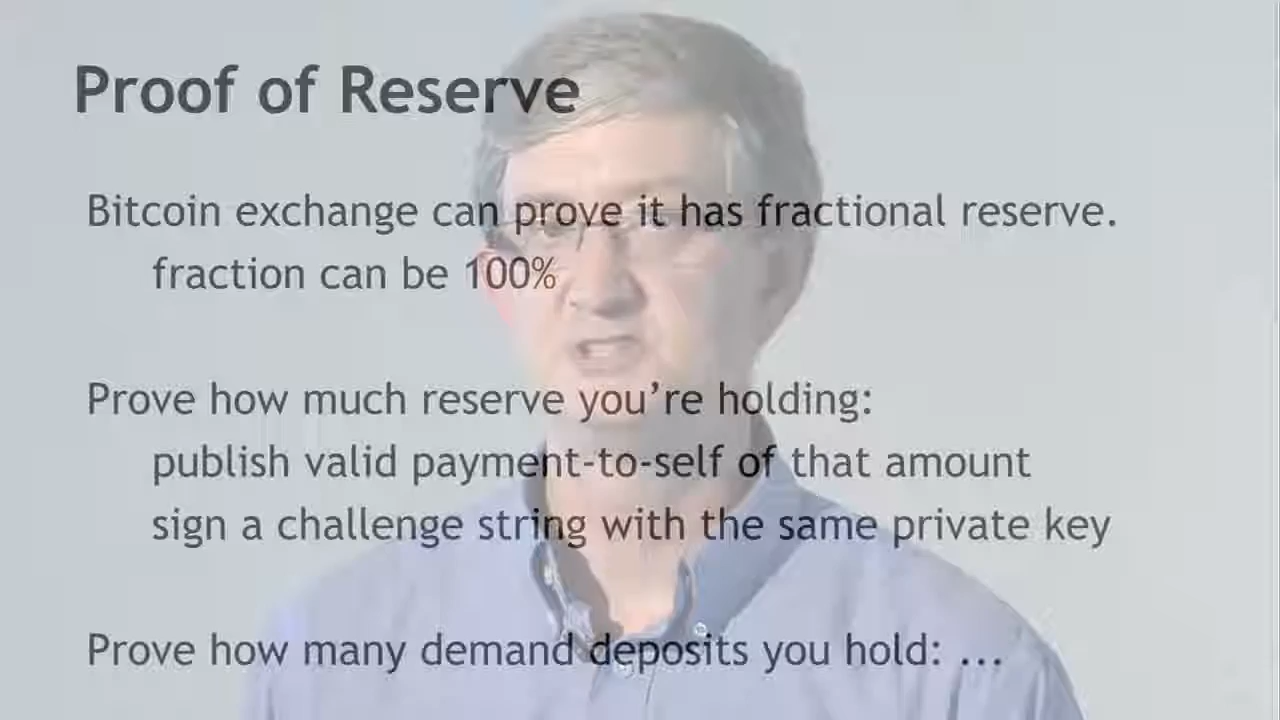 Proof of Reserve
Bitcoin exchange can prove it has fractional reserve.
fraction can be 100%
Prove how much reserve you’re holding:
publish valid payment-to-self of that amount
sign a challenge string with the same private key
Prove how many demand deposits you hold: ...